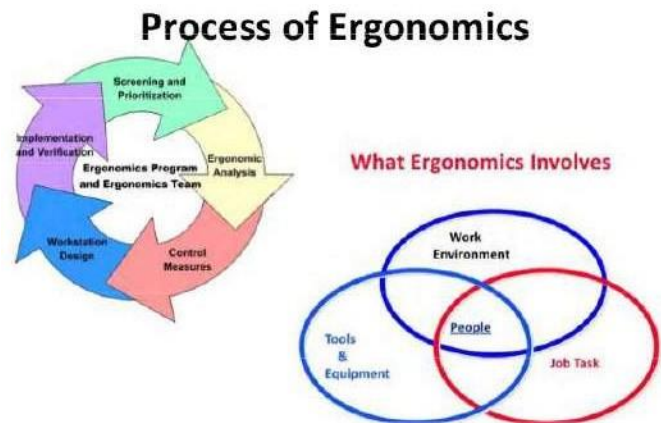 Process of Ergonomics
Screening and
Prioritization
Ergonomic
Analysis
Control
Measures
Workstation
Design
Implementation
and Verification
Ergonomics Program
and Ergonomics Team
What Ergonomics Involves
Work
Environment
People
Tools
&
Equipment
Job Task